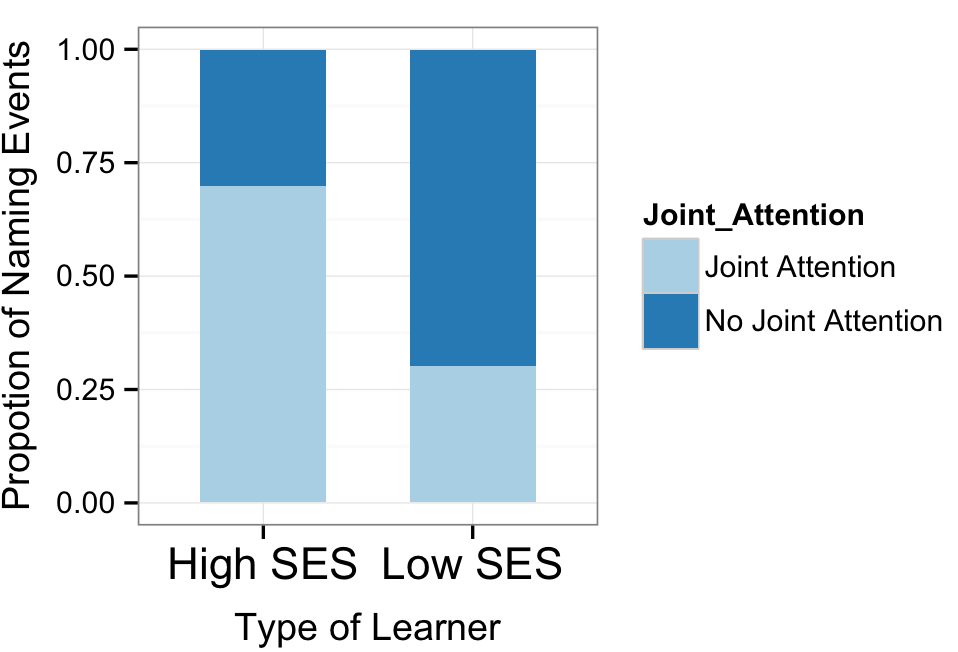 Propotion of Naming Events
1.00
0.75
0.50
0.25
0.00
High SES Low SES
Type of Learner
Joint_Attention
Joint Attention
No Joint Attention